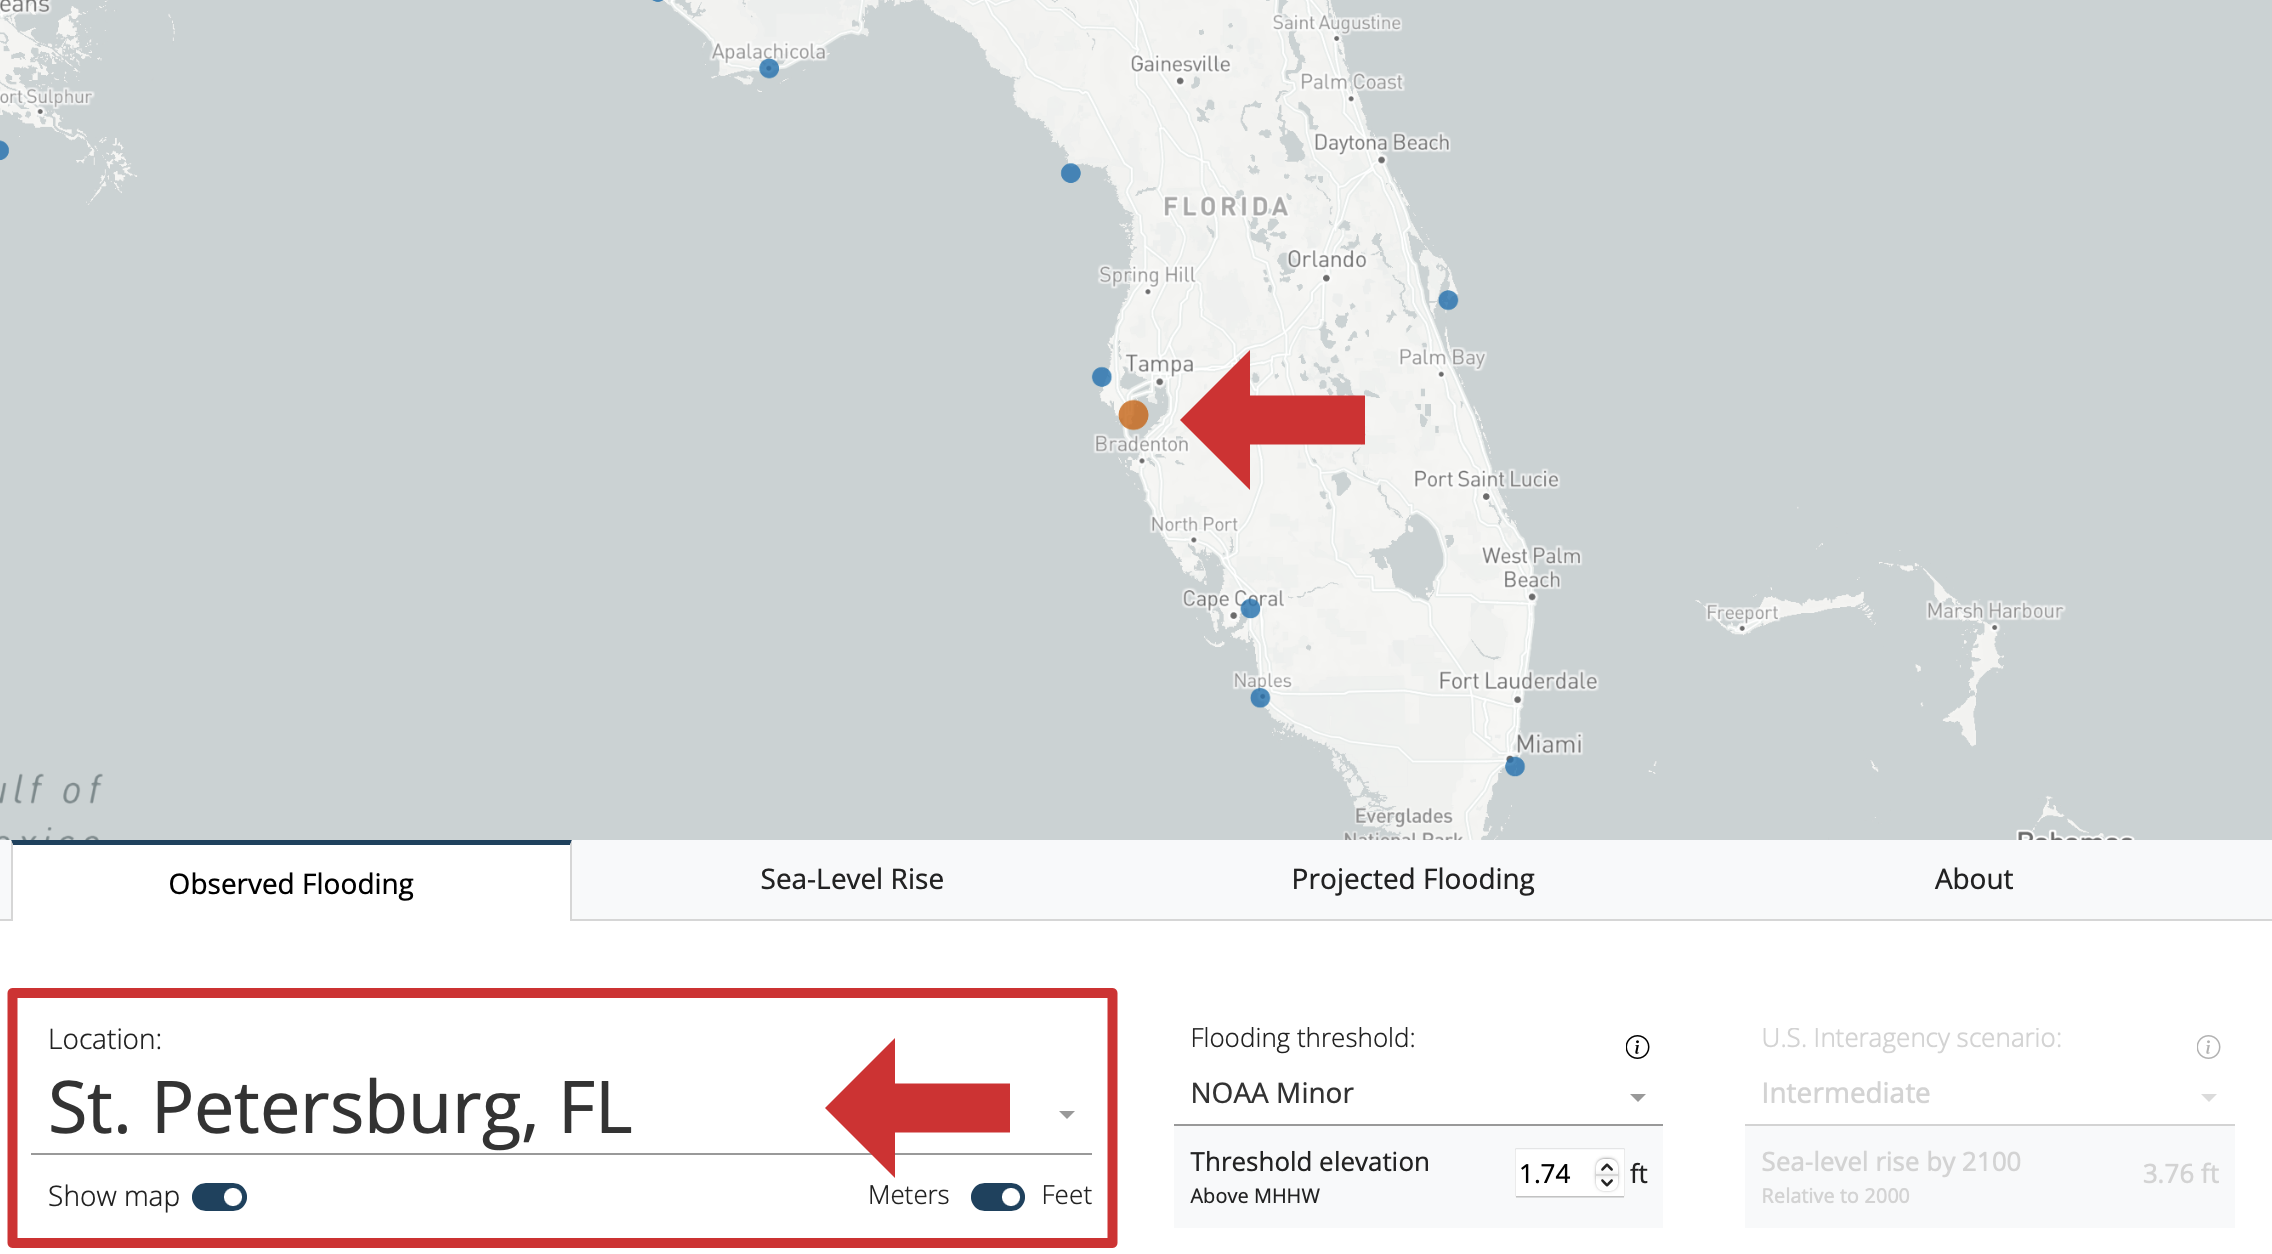 Saint Augustine
Apalachicola
Gainesville
Palm Coast
ort Sulphur
Daytona Beach
FLORIDA
Orlando
Spring Hill
Tampa
Palm Bay
Bradenton
Port Saint Lucie
North Port
West Palm
Beach
Cape Coral
Freeport
Marsh Harbour
Naples
Fort Lauderdale
Miami
ulf of
Everglades
National Park
Bahamas
Observed Flooding
Sea-Level Rise
Projected Flooding
About
Location:
St. Petersburg, FL
Show map
Meters
Feet
Flooding threshold:
NOAA Minor
Threshold elevation
Above MHHW
1.74 ft
U.S. Interagency scenario:
Intermediate
Sea-level rise by 2100
Relative to 2000
3.76 ft